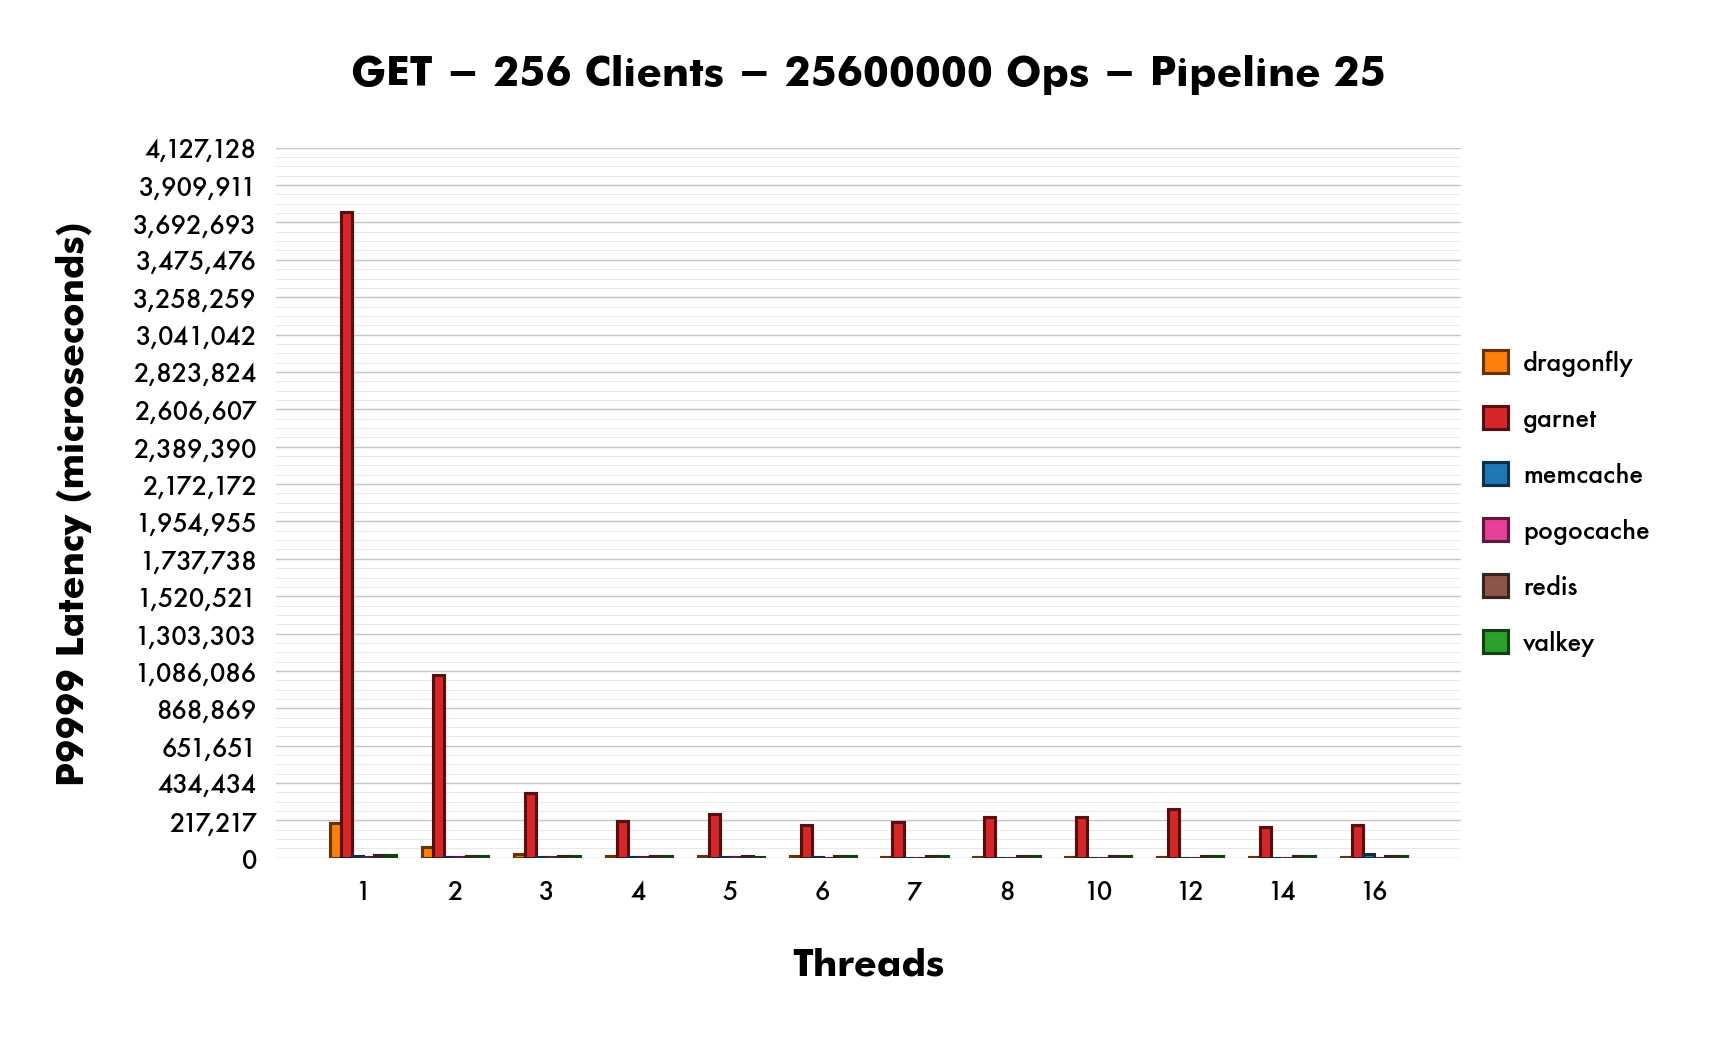 GET – 256 Clients – 25600000 Ops – Pipeline 25
P9999 Latency (microseconds)
4,127,128
3,909,911
3,692,693
3,475,476
3,258,259
3,041,042
2,823,824
2,606,607
2,389,390
2,172,172
1,954,955
1,737,738
1,520,521
1,303,303
1,086,086
868,869
651,651
434,434
217,217
0
1 2 3 4 5 6 7 8 10 12 14 16
Threads
dragonfly
garnet
memcache
pogocache
redis
valkey